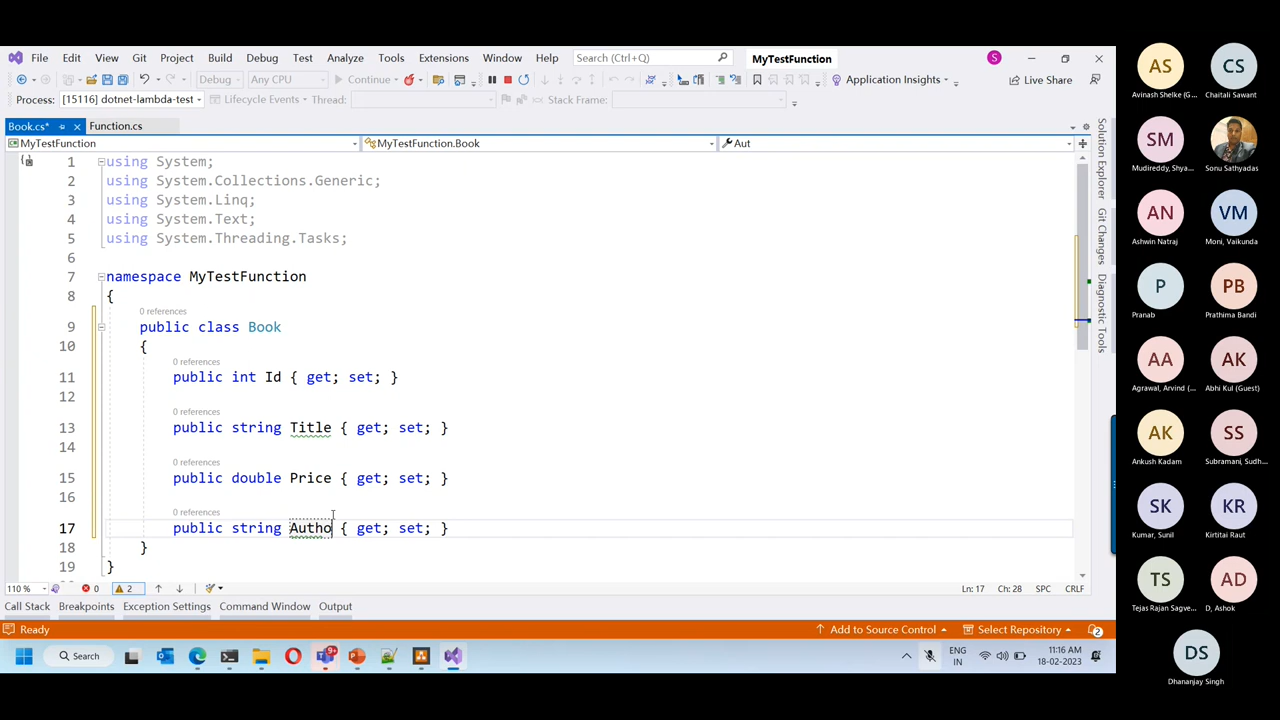 File Edit View Git Project Build Debug Test Analyze Tools Extensions Window Help Search (Ctrl+Q) MyTestFunction S
Debug Any CPU Continue Application Insights Live Share
Process: [15116] dotnet-lambda-test Lifecycle Events Thread: Stack Frame:
Book.cs* Function.cs
MyTestFunction MyTestFunction.Book Aut
1 using System;
2 using System.Collections.Generic;
3 using System.Linq;
4 using System.Text;
5 using System.Threading.Tasks;
6
7 namespace MyTestFunction
8 {
0 references
9 public class Book
10 {
0 references
11 public int Id { get; set; }
12
0 references
13 public string Title { get; set; }
14
0 references
15 public double Price { get; set; }
16
0 references
17 public string Autho { get; set; }
18 }
19 }
110 % 0 2 Ln: 17 Ch: 28 SPC CRLF
Call Stack Breakpoints Exception Settings Command Window Output
Ready Add to Source Control Select Repository 2
Search 9+ ENG IN 11:16 AM 18-02-2023
Solution Explorer
Git Changes
Diagnostic Tools
AS CS
Avinash Shelke (G... Chaitali Sawant
SM
Mudireddy, Shya... Sonu Sathyadas
AN VM
Ashwin Natraj Moni, Vaikunda
P PB
Pranab Prathima Bandi
AA AK
Agrawal, Arvind (... Abhi Kul (Guest)
AK SS
Ankush Kadam Subramani, Sudh...
SK KR
Kumar, Sunil Kirtitai Raut
TS AD
Tejas Rajan Sagve... D, Ashok
DS
Dhananjay Singh